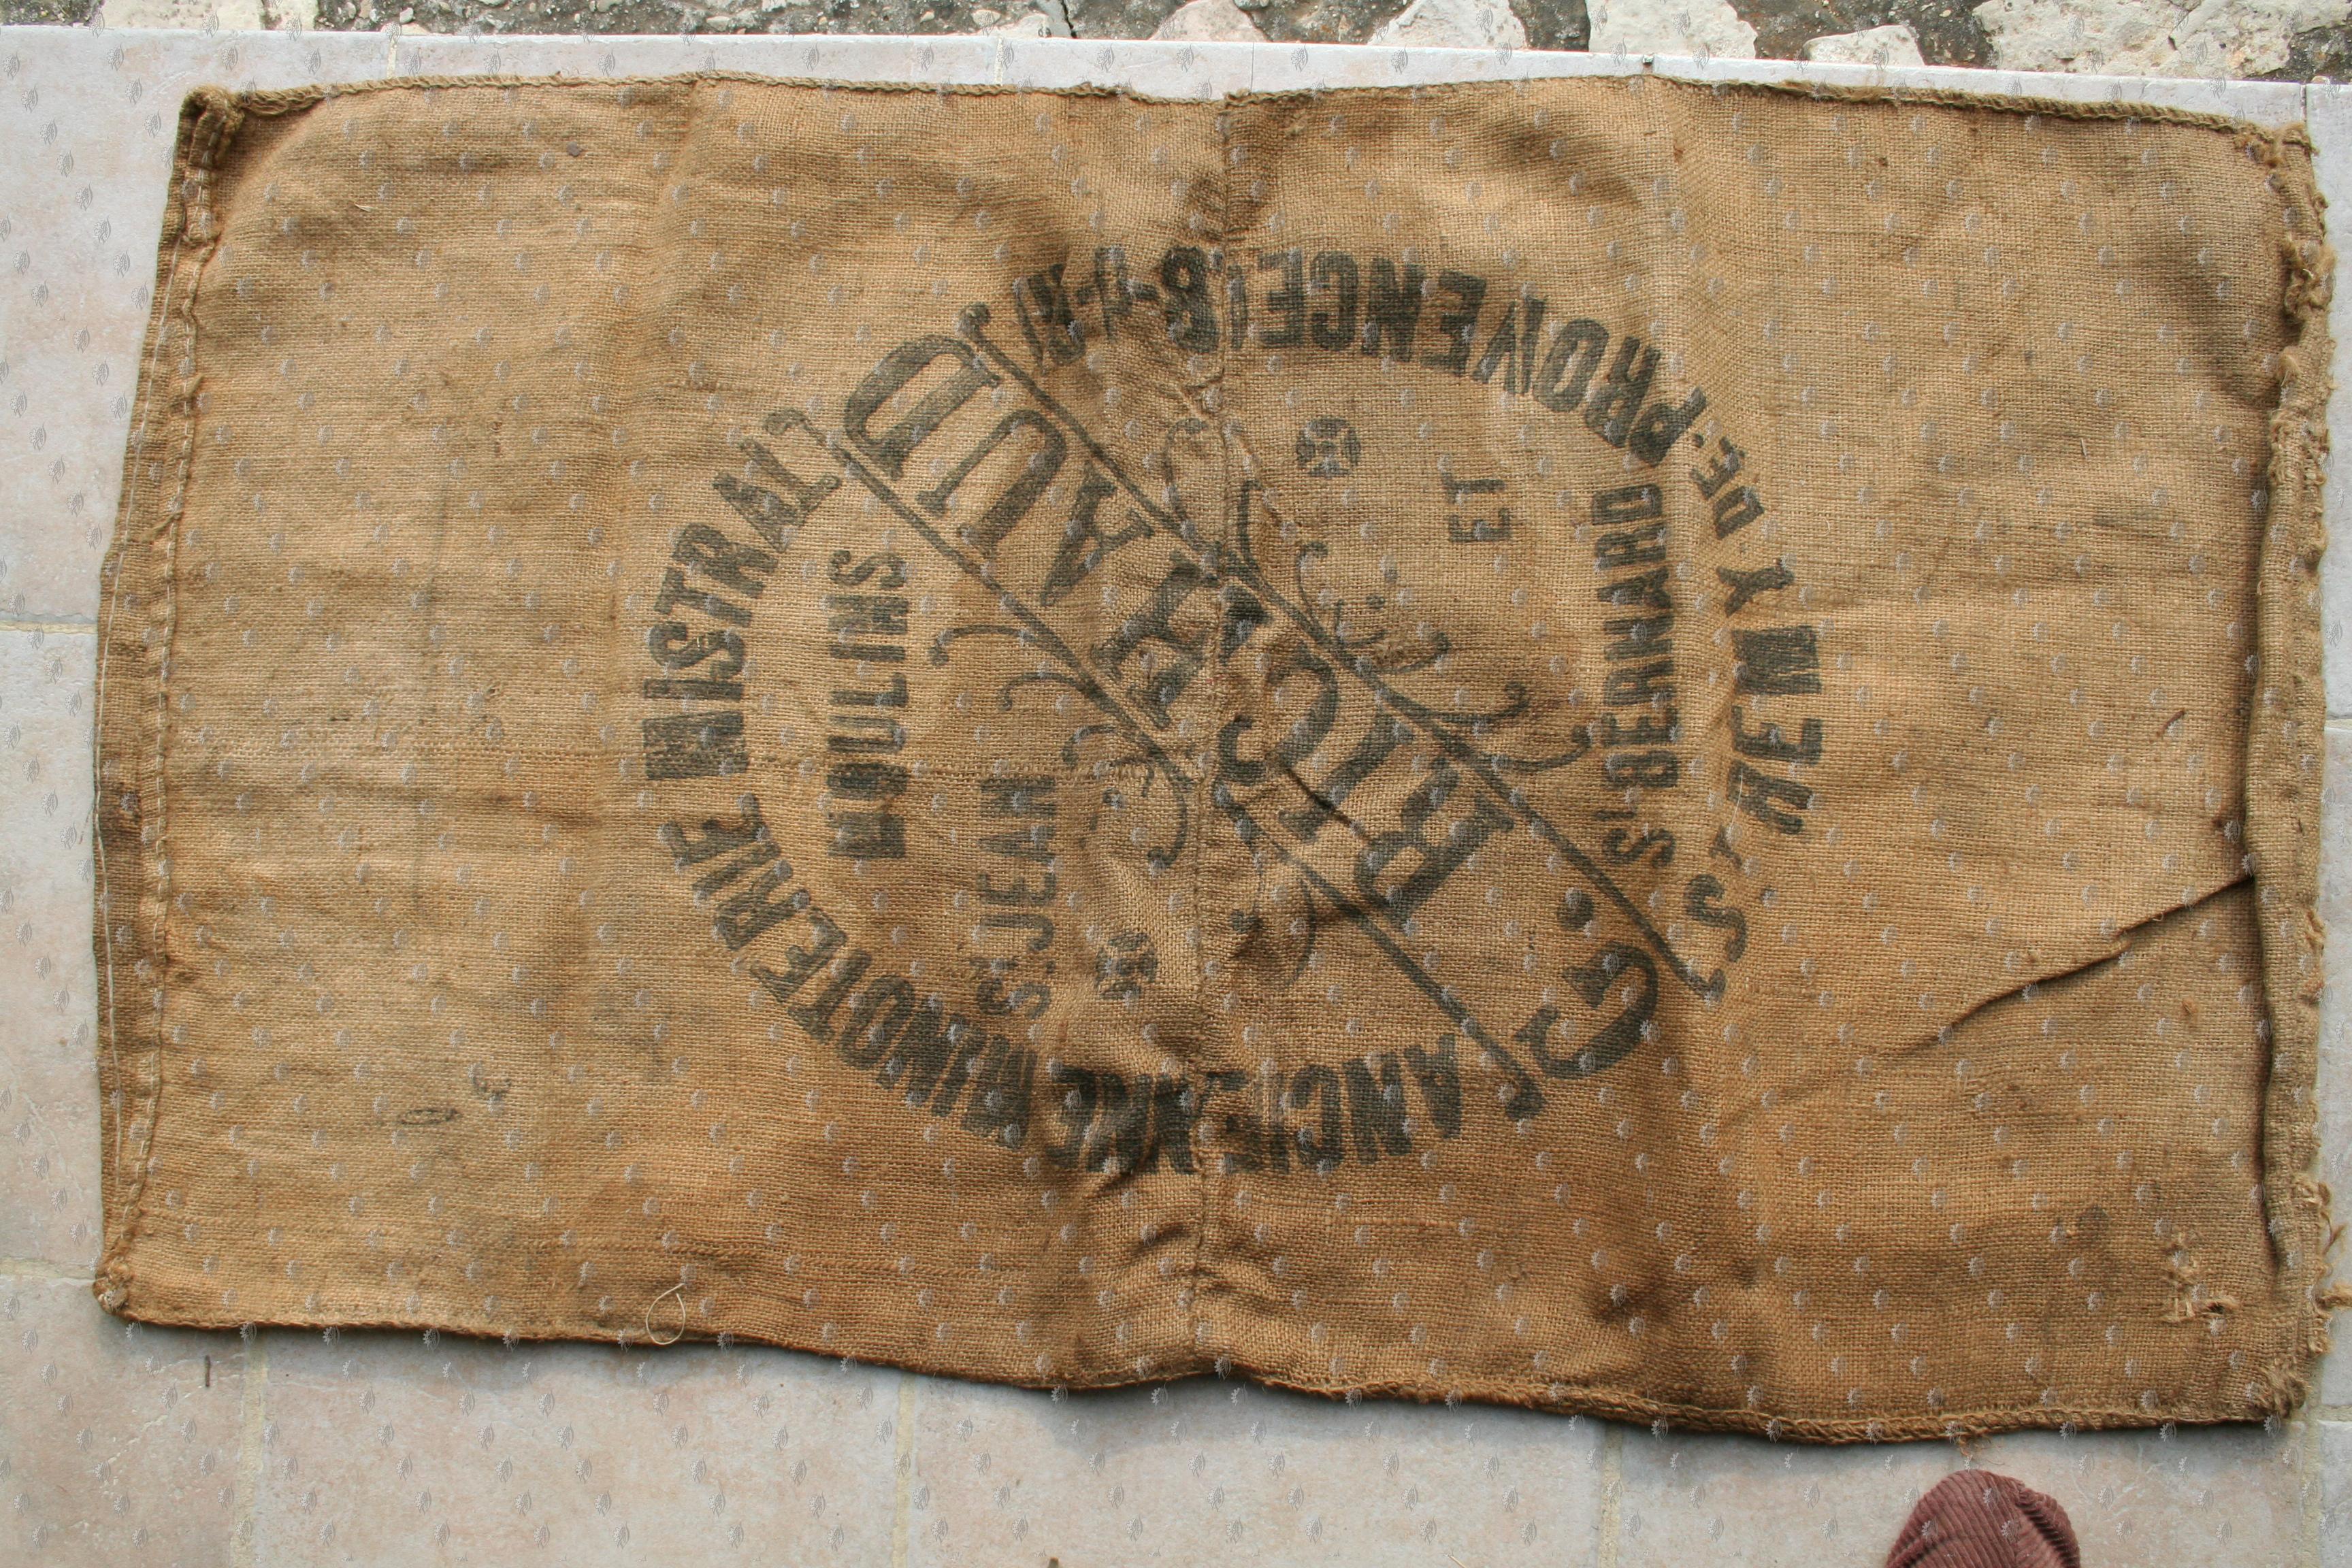 ANCIENNE MINOTERIE MISTRAL
MOULINS
ST JEAN
G. RICHAUD
ET
ST BERNARD
ST REMY. DE. PROVENCE (B-D-R)